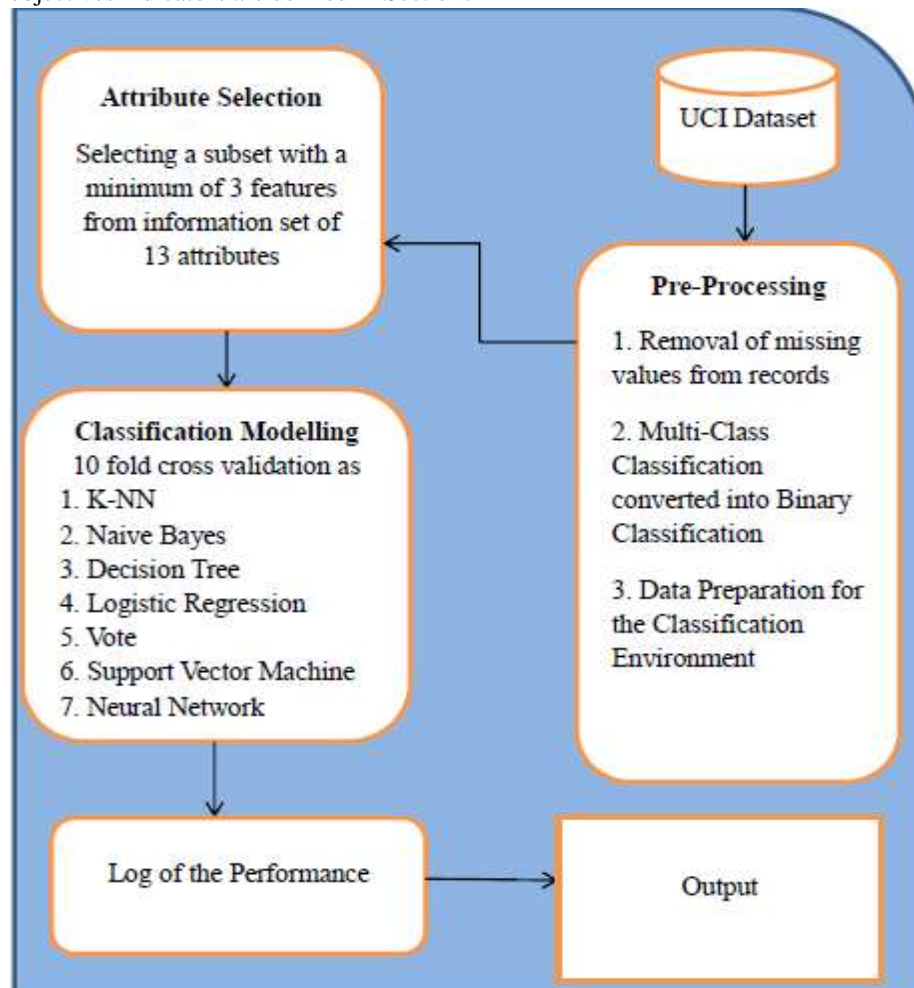 Attribute Selection
Selecting a subset with a
minimum of 3 features
from information set of
13 attributes
UCI Dataset
Pre-Processing
1. Removal of missing
values from records
2. Multi-Class
Classification
converted into Binary
Classification
3. Data Preparation for
the Classification
Environment
Classification Modelling
10 fold cross validation as
1. K-NN
2. Naive Bayes
3. Decision Tree
4. Logistic Regression
5. Vote
6. Support Vector Machine
7. Neural Network
Log of the Performance
Output